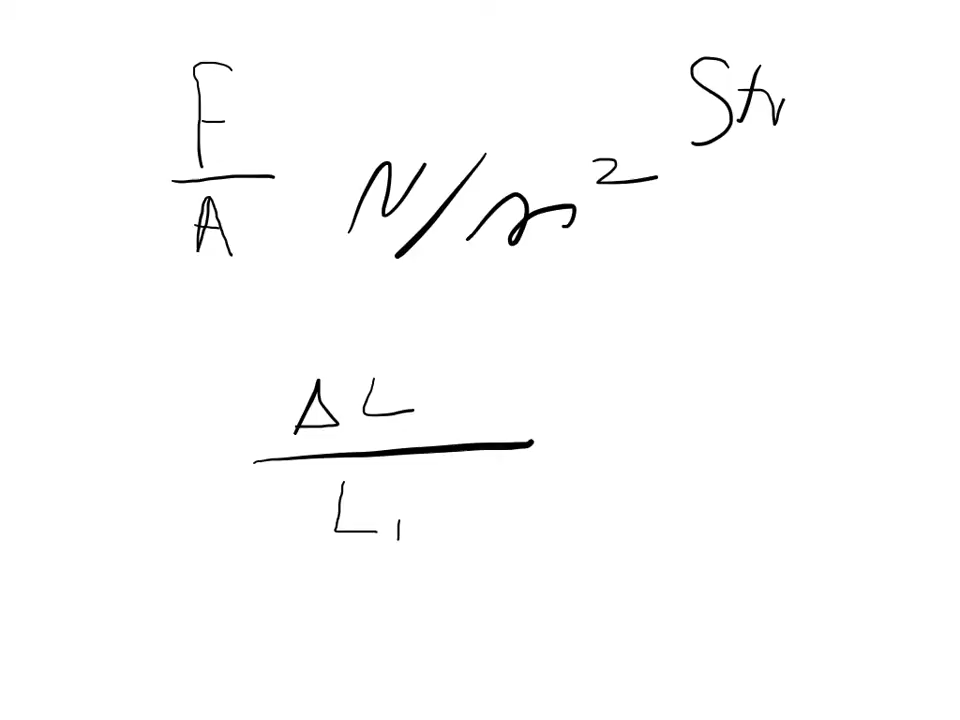 F
A N/m² Str
ΔL
L₁